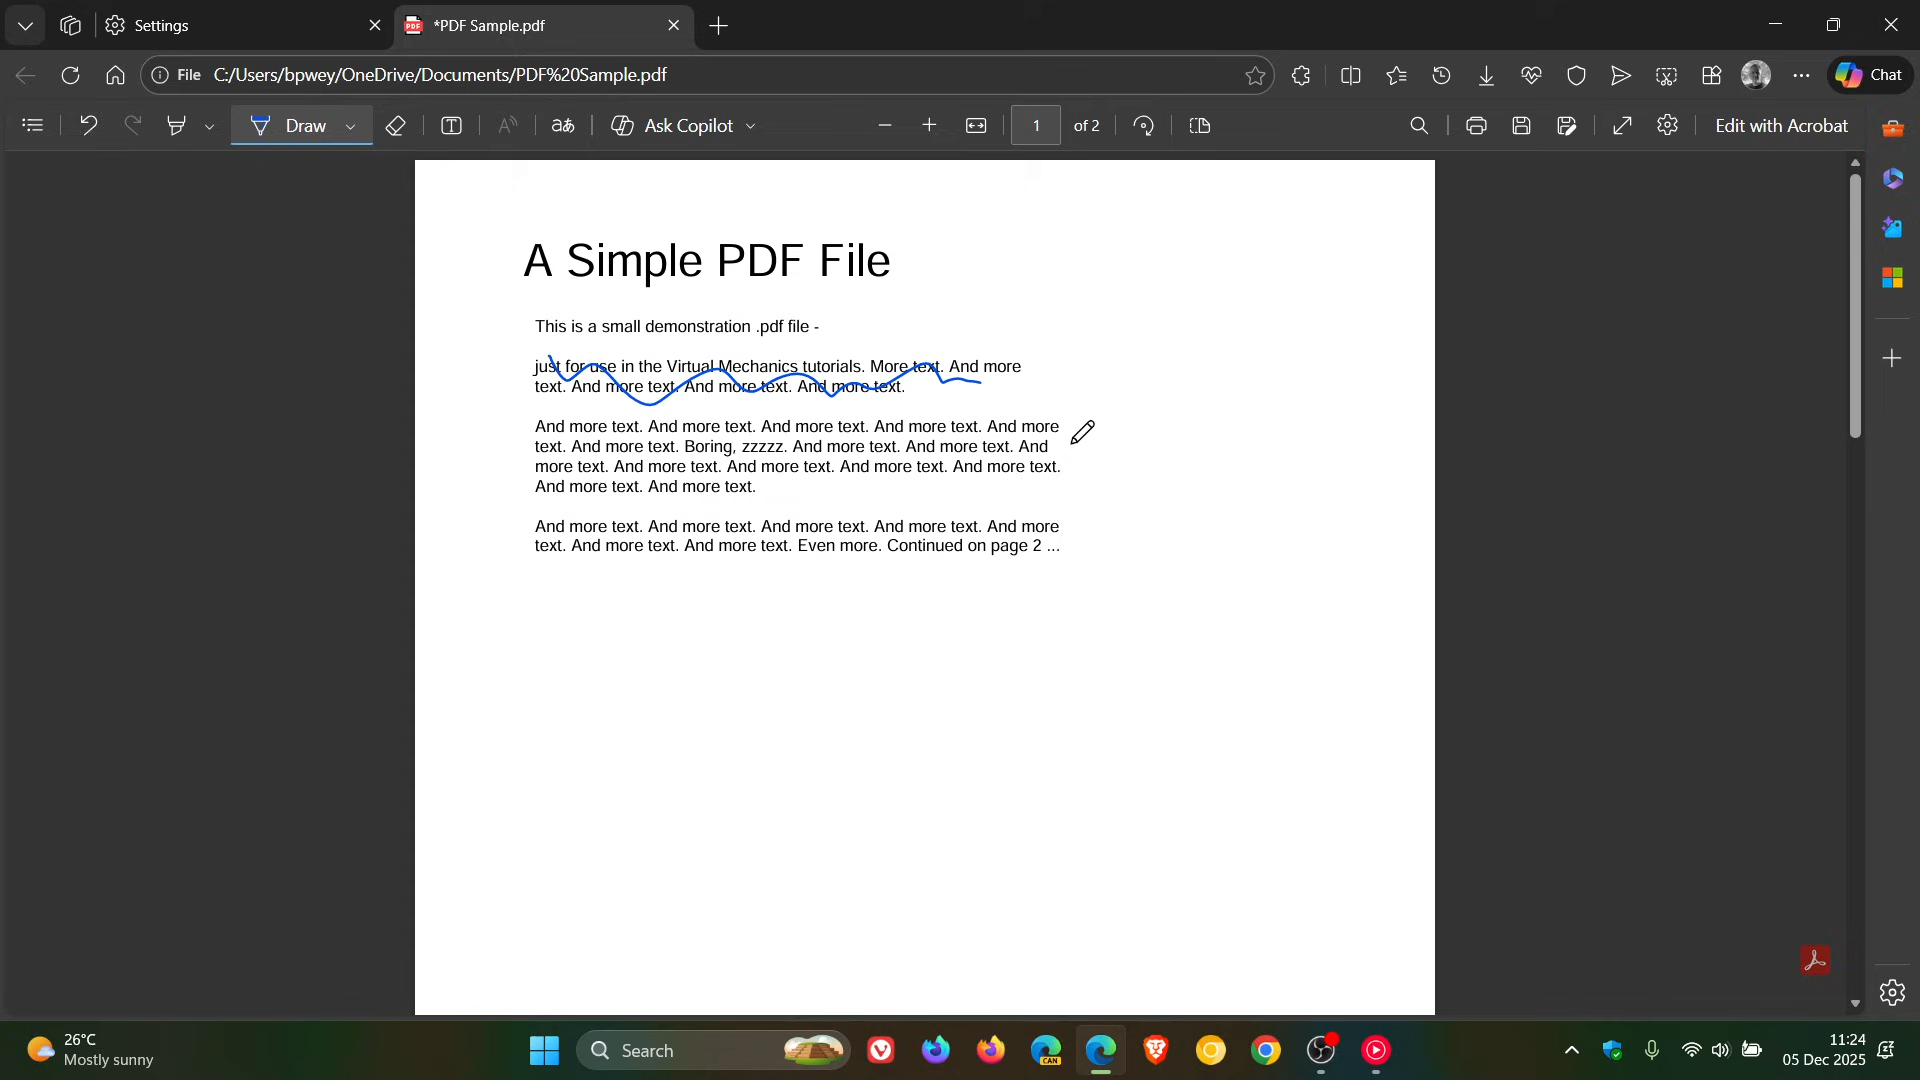 Settings
*PDF Sample.pdf
File C:/Users/bpwey/OneDrive/Documents/PDF%20Sample.pdf
Chat
Draw
aあ
Ask Copilot
1 of 2
Edit with Acrobat
A Simple PDF File
This is a small demonstration .pdf file -
just for use in the Virtual Mechanics tutorials. More text. And more
text. And more text. And more text. And more text.
And more text. And more text. And more text. And more text. And more
text. And more text. Boring, zzzzz. And more text. And more text. And
more text. And more text. And more text. And more text. And more text.
And more text. And more text.
And more text. And more text. And more text. And more text. And more
text. And more text. And more text. Even more. Continued on page 2 ...
26°C
Mostly sunny
Search
CAN
11:24
05 Dec 2025